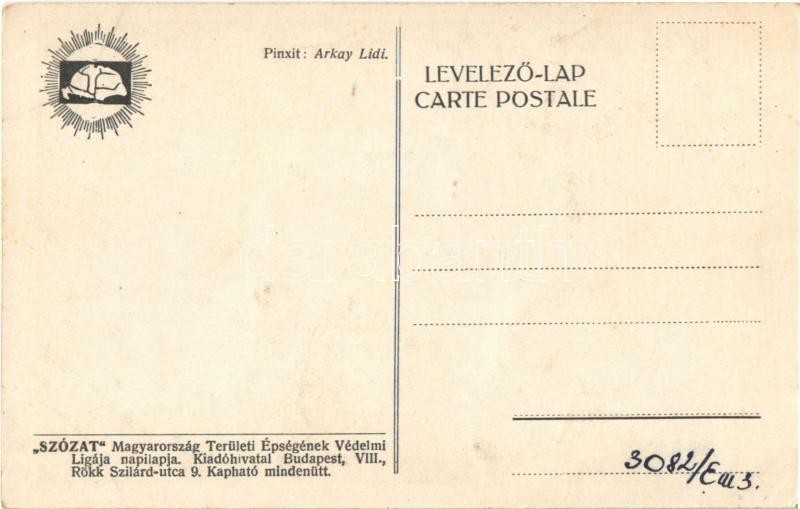 Pinxit: Arkay Lidi.
LEVELEZŐ-LAP
CARTE POSTALE
darabanth
„SZÓZAT“ Magyarország Területi Épségének Védelmi
Ligája napilapja. Kiadóhivatal Budapest, VIII.,
Rökk Szilárd-utca 9. Kapható mindenütt.
3082/Em3.